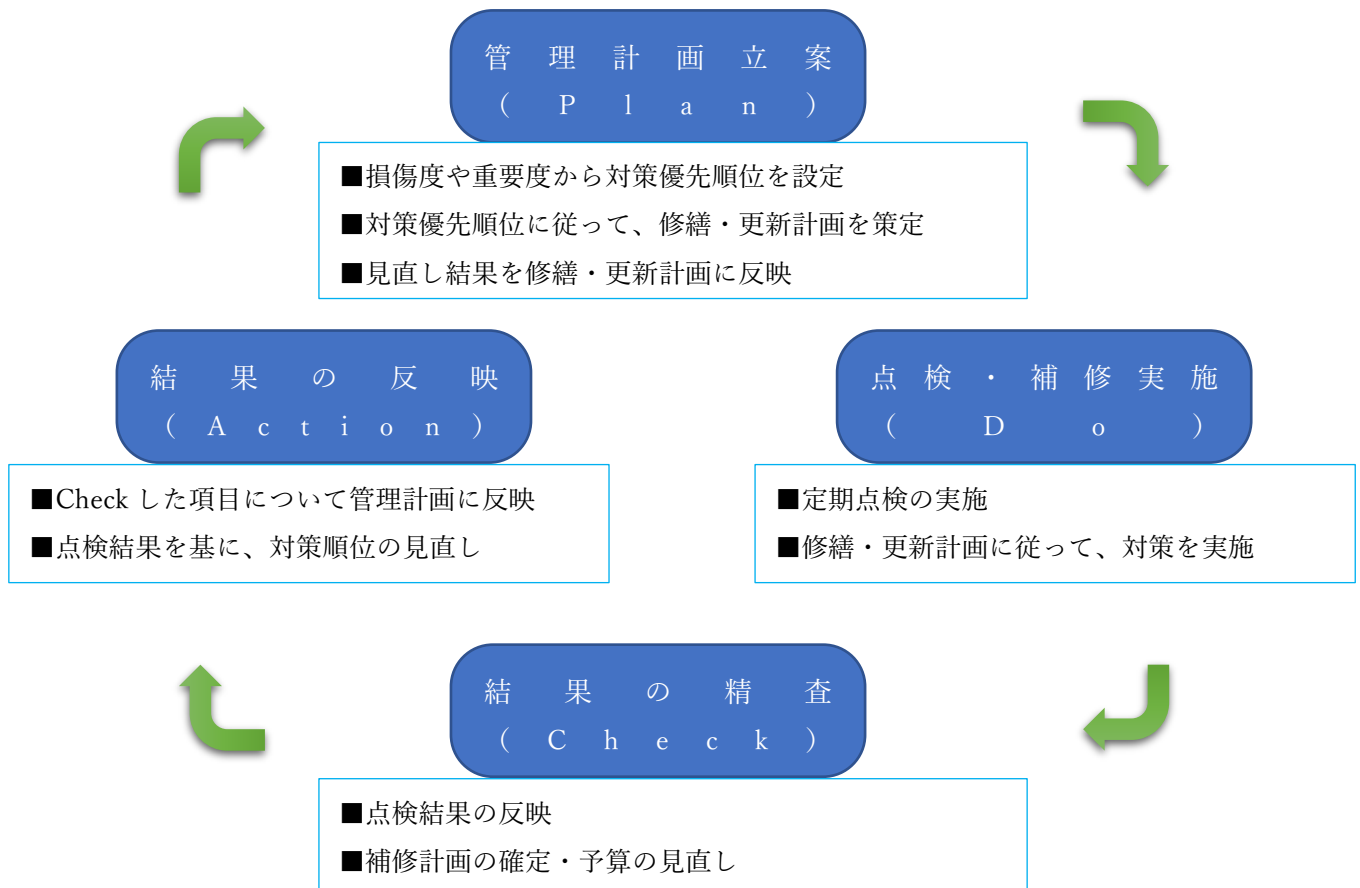 管理計画立案
(Plan)
■損傷度や重要度から対策優先順位を設定
■対策優先順位に従って、修繕・更新計画を策定
■見直し結果を修繕・更新計画に反映
結果の反映
(Action)
■Check した項目について管理計画に反映
■点検結果を基に、対策順位の見直し
点検・補修実施
(Do)
■定期点検の実施
■修繕・更新計画に従って、対策を実施
結果の精査
(Check)
■点検結果の反映
■補修計画の確定・予算の見直し